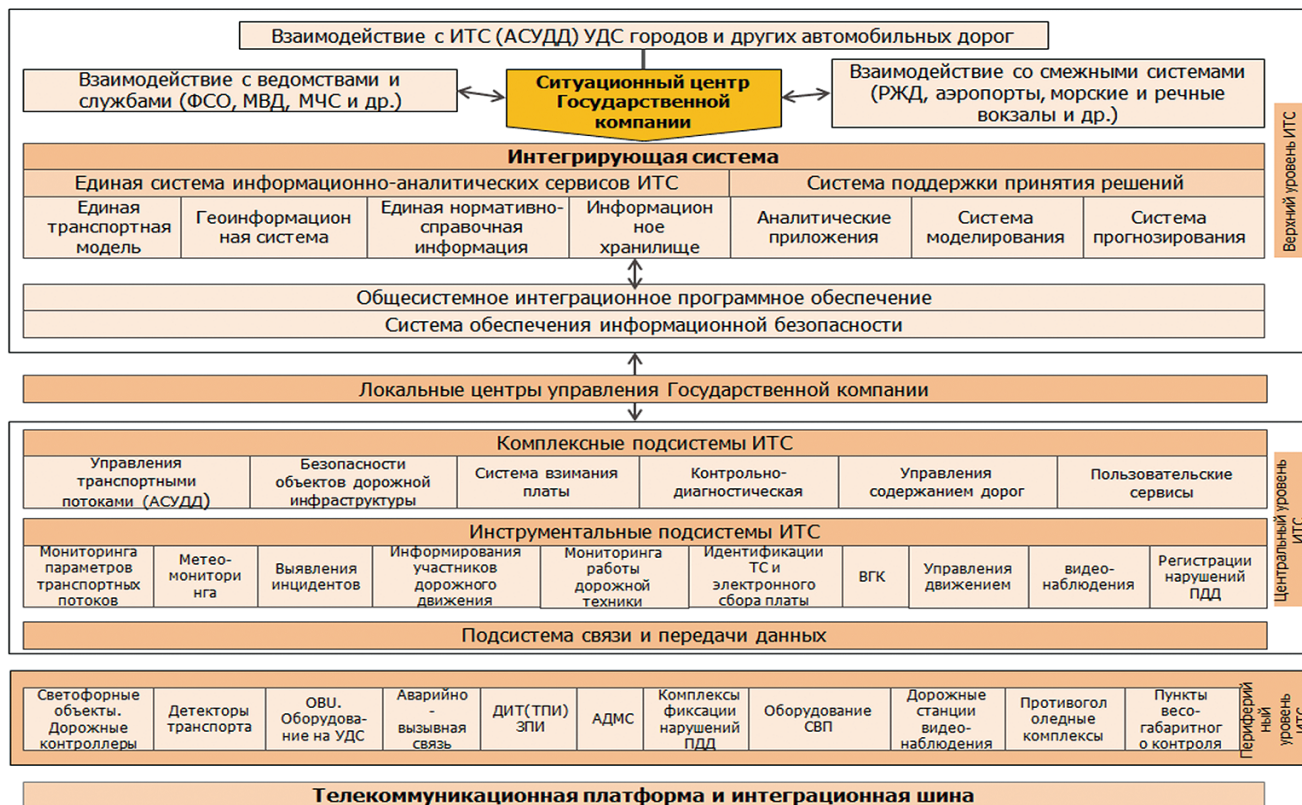 Взаимодействие с ИТС (АСУДД) УДС городов и других автомобильных дорог
Взаимодействие с ведомствами и
службами (ФСО, МВД, МЧС и др.)
Ситуационный центр
Государственной
компании
Взаимодействие со смежными системами
(РЖД, аэропорты, морские и речные
вокзалы и др.)
Верхний уровень ИТС
Интегрирующая система
Единая система информационно-аналитических сервисов ИТС
Система поддержки принятия решений
Единая
транспортная
модель
Геоинформацион
ная система
Единая нормативно-
справочная
информация
Информацион
ное
хранилище
Аналитические
приложения
Система
моделирования
Система
прогнозирования
Общесистемное интеграционное программное обеспечение
Система обеспечения информационной безопасности
Локальные центры управления Государственной компании
Центральный уровень
ИТС
Комплексные подсистемы ИТС
Управления
транспортными
потоками (АСУДД)
Безопасности
объектов дорожной
инфраструктуры
Система взимания
платы
Контрольно-
диагностическая
Управления
содержанием дорог
Пользовательские
сервисы
Инструментальные подсистемы ИТС
Мониторинга
параметров
транспортных
потоков
Метео-
монитори
нга
Выявления
инцидентов
Информирования
участников
дорожного
движения
Мониторинга
работы
дорожной
техники
Идентификации
ТС и
электронного
сбора платы
ВГК
Управления
движением
видео-
наблюдения
Регистрации
нарушений
ПДД
Подсистема связи и передачи данных
Светофорные
объекты.
Дорожные
контроллеры
Детекторы
транспорта
OBU.
Оборудова-
ние на УДС
Аварийно
-
вызывная
связь
ДИТ(ТПИ)
ЗПИ
АДМС
Комплексы
фиксации
нарушений
ПДД
Оборудование
СВП
Дорожные
станции
видео-
наблюдения
Противогол
оледные
комплексы
Пункты
весо-
габаритног
о контроля
Периферий
ный
уровень
ИТС
Телекоммуникационная платформа и интеграционная шина